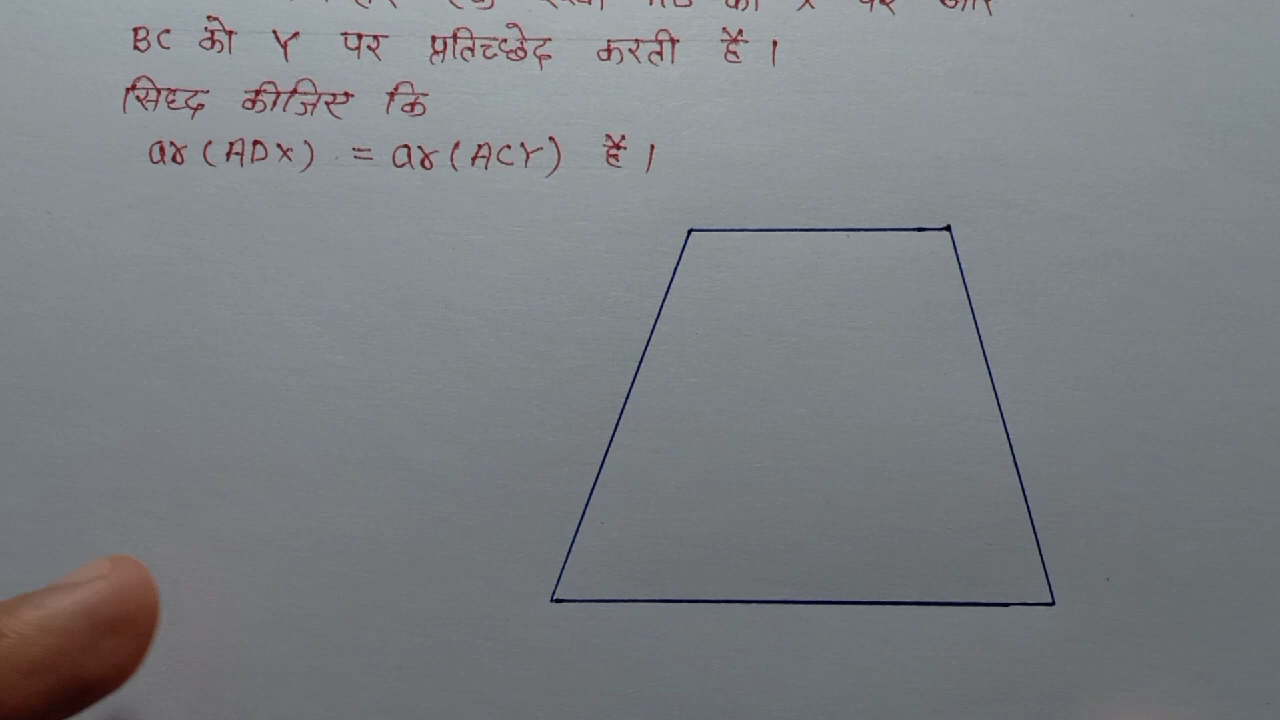 BC को Y पर प्रतिच्छेद करती है ।
सिध्द कीजिए कि
ar (ADX) = ar (ACY) है ।